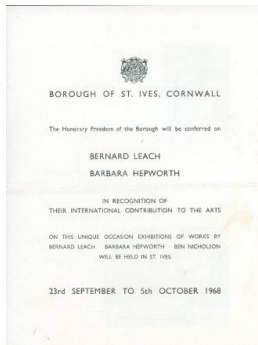 BOROUGH OF ST. IVES, CORNWALL
The Honorary Freedom of the Borough will be conferred on
BERNARD LEACH
BARBARA HEPWORTH
IN RECOGNITION OF
THEIR INTERNATIONAL CONTRIBUTION TO THE ARTS
ON THIS UNIQUE OCCASION EXHIBITIONS OF WORKS BY
BERNARD LEACH BARBARA HEPWORTH BEN NICHOLSON
WILL BE HELD IN ST. IVES
23rd SEPTEMBER TO 5th OCTOBER 1968